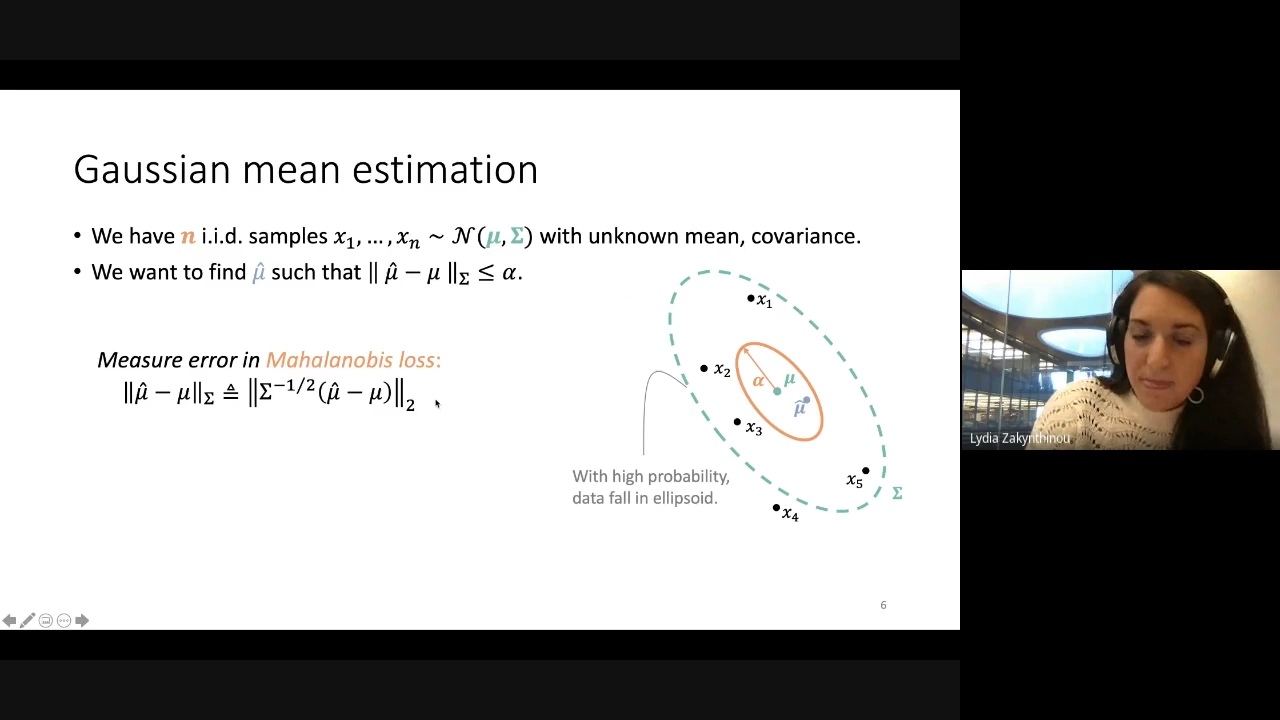 Gaussian mean estimation
• We have n i.i.d. samples x₁, … , xₙ ~ 𝒩(μ, Σ) with unknown mean, covariance.
• We want to find μ̂ such that ‖ μ̂ − μ ‖_Σ ≤ α.
Measure error in Mahalanobis loss:
‖μ̂ − μ‖_Σ ≜ ‖Σ^{−1/2}(μ̂ − μ)‖₂
x₁
x₂
α
μ
μ̂
x₃
With high probability,
data fall in ellipsoid.
x₅
Σ
x₄
6
Lydia Zakynthinou